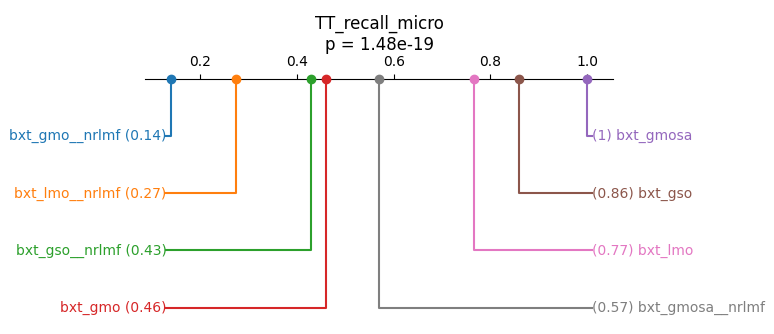 TT_recall_micro
p = 1.48e-19
0.2 0.4 0.6 0.8 1.0
bxt_gmo__nrlmf (0.14) (1) bxt_gmosa
bxt_lmo__nrlmf (0.27) (0.86) bxt_gso
bxt_gso__nrlmf (0.43) (0.77) bxt_lmo
bxt_gmo (0.46) (0.57) bxt_gmosa__nrlmf